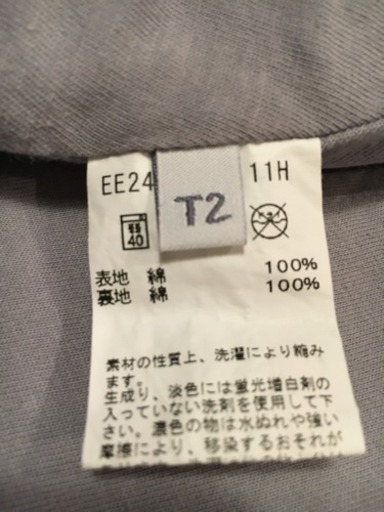 EE24
T2
11H
弱
40
表地 綿 100%
裏地 綿 100%
素材の性質上、洗濯により縮み
ます。
生成り、淡色には蛍光増白剤の
入っていない洗剤を使用して下
さい。濃色の物は水ぬれや強い
摩擦により、移染するおそれが